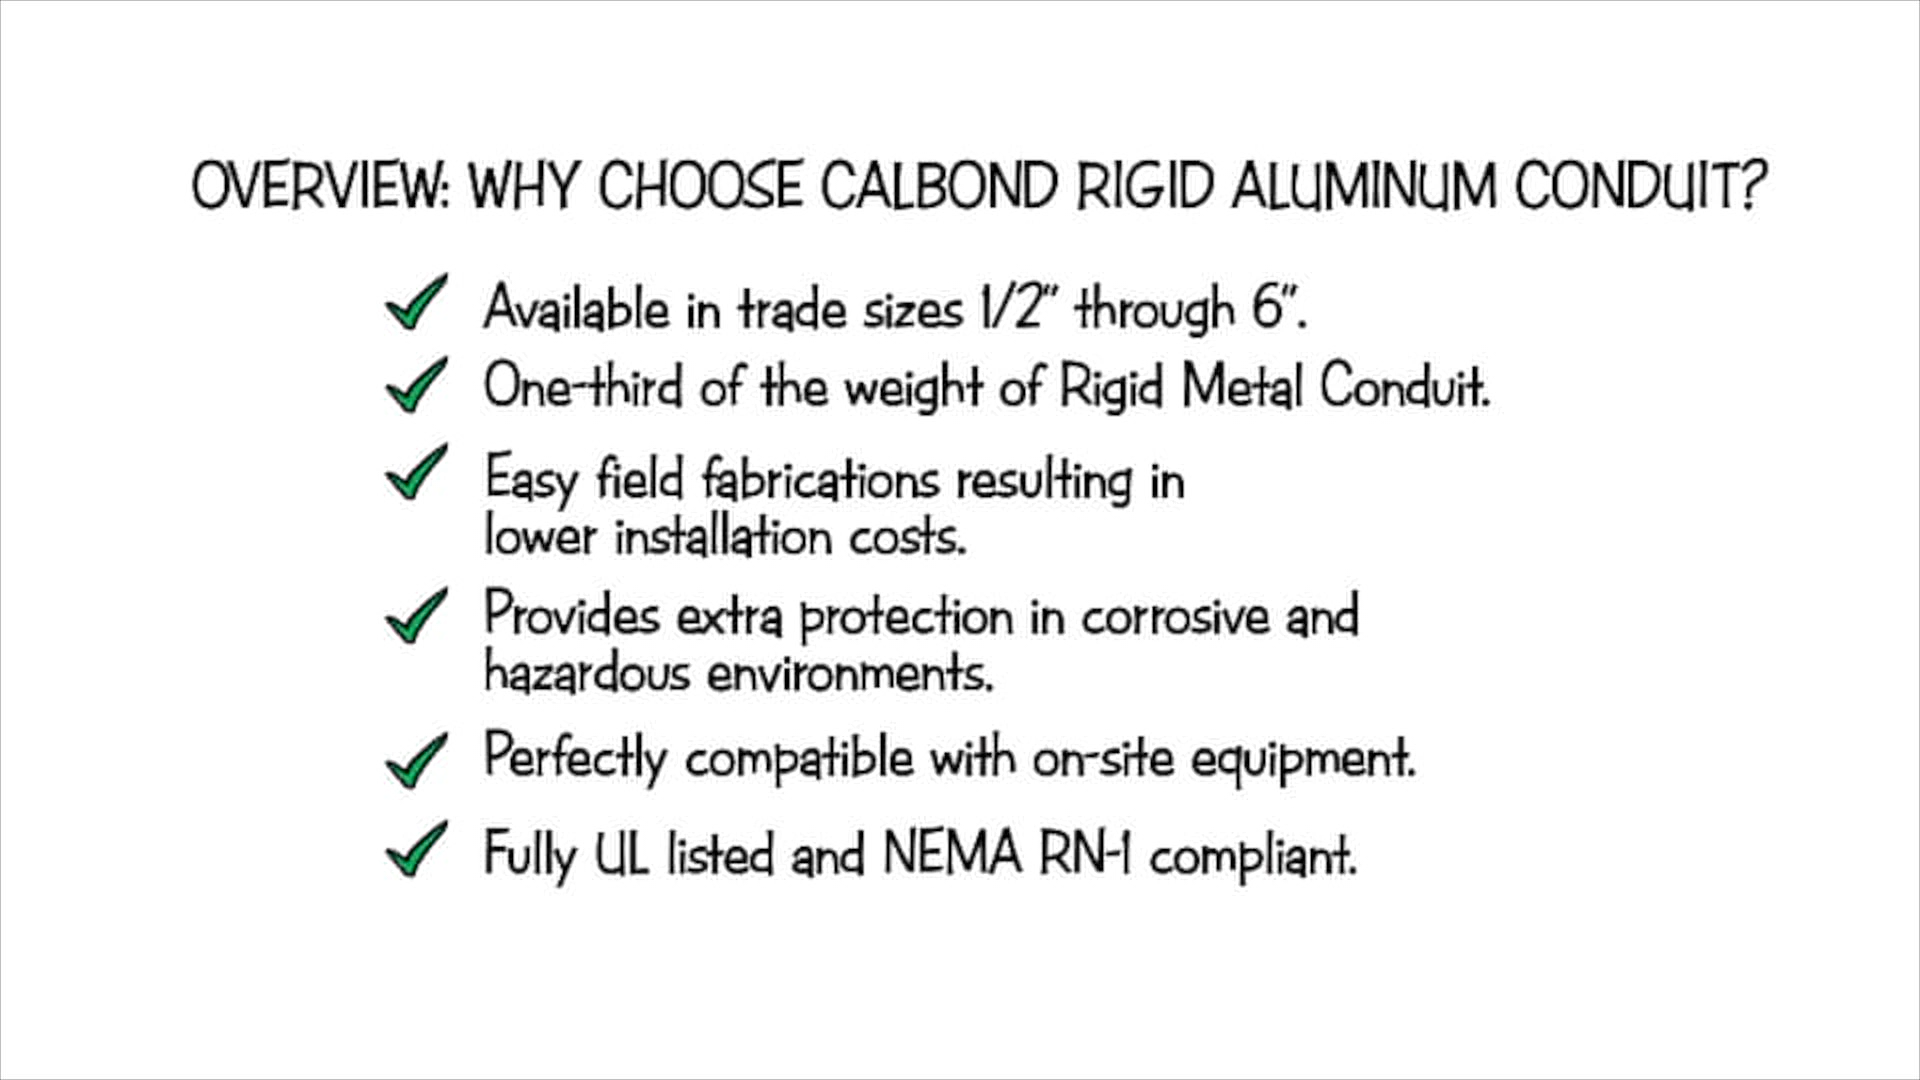 OVERVIEW: WHY CHOOSE CALBOND RIGID ALUMINUM CONDUIT?
Available in trade sizes 1/2" through 6".
One-third of the weight of Rigid Metal Conduit.
Easy field fabrications resulting in
lower installation costs.
Provides extra protection in corrosive and
hazardous environments.
Perfectly compatible with on-site equipment.
Fully UL listed and NEMA RN-1 compliant.